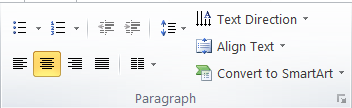 Text Direction
Align Text
Convert to SmartArt
Paragraph